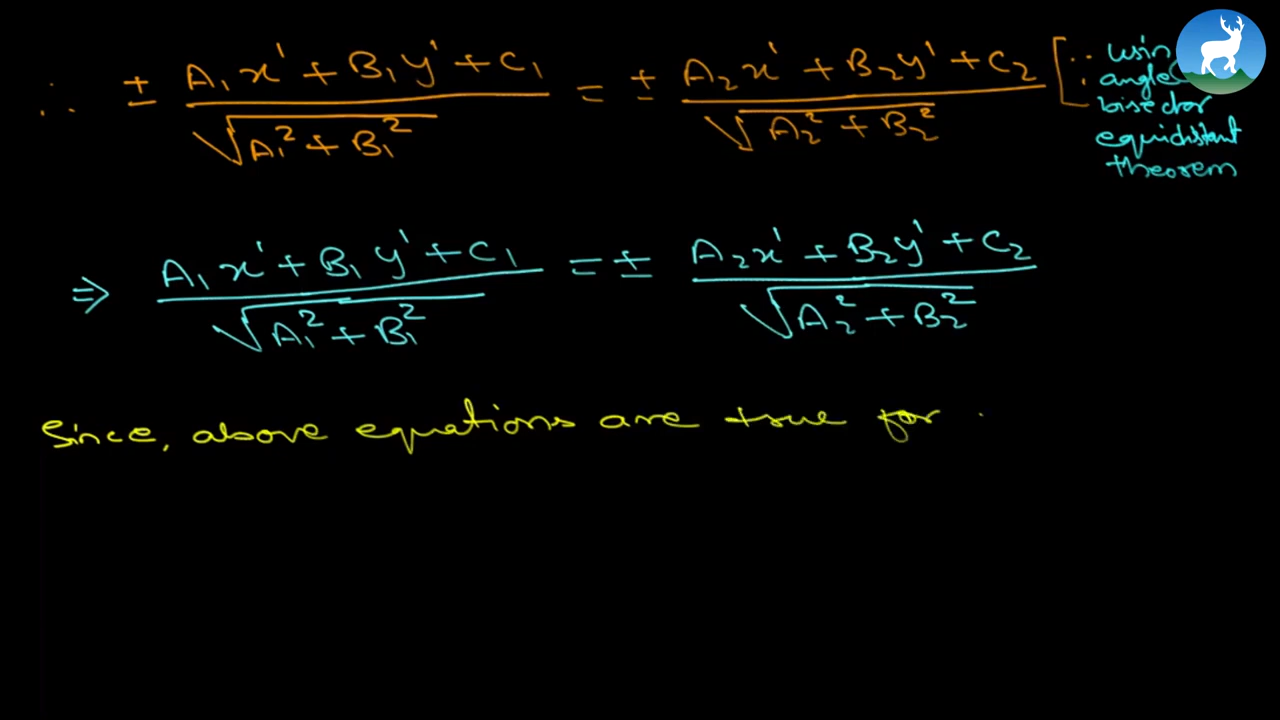 ∴ ± (A₁x' + B₁y' + C₁)/√(A₁² + B₁²) = ± (A₂x' + B₂y' + C₂)/√(A₂² + B₂²) [∵ usin
angle
bisector
equidistant
theorem
⇒ (A₁x' + B₁y' + C₁)/√(A₁² + B₁²) = ± (A₂x' + B₂y' + C₂)/√(A₂² + B₂²)
Since, above equations are true for